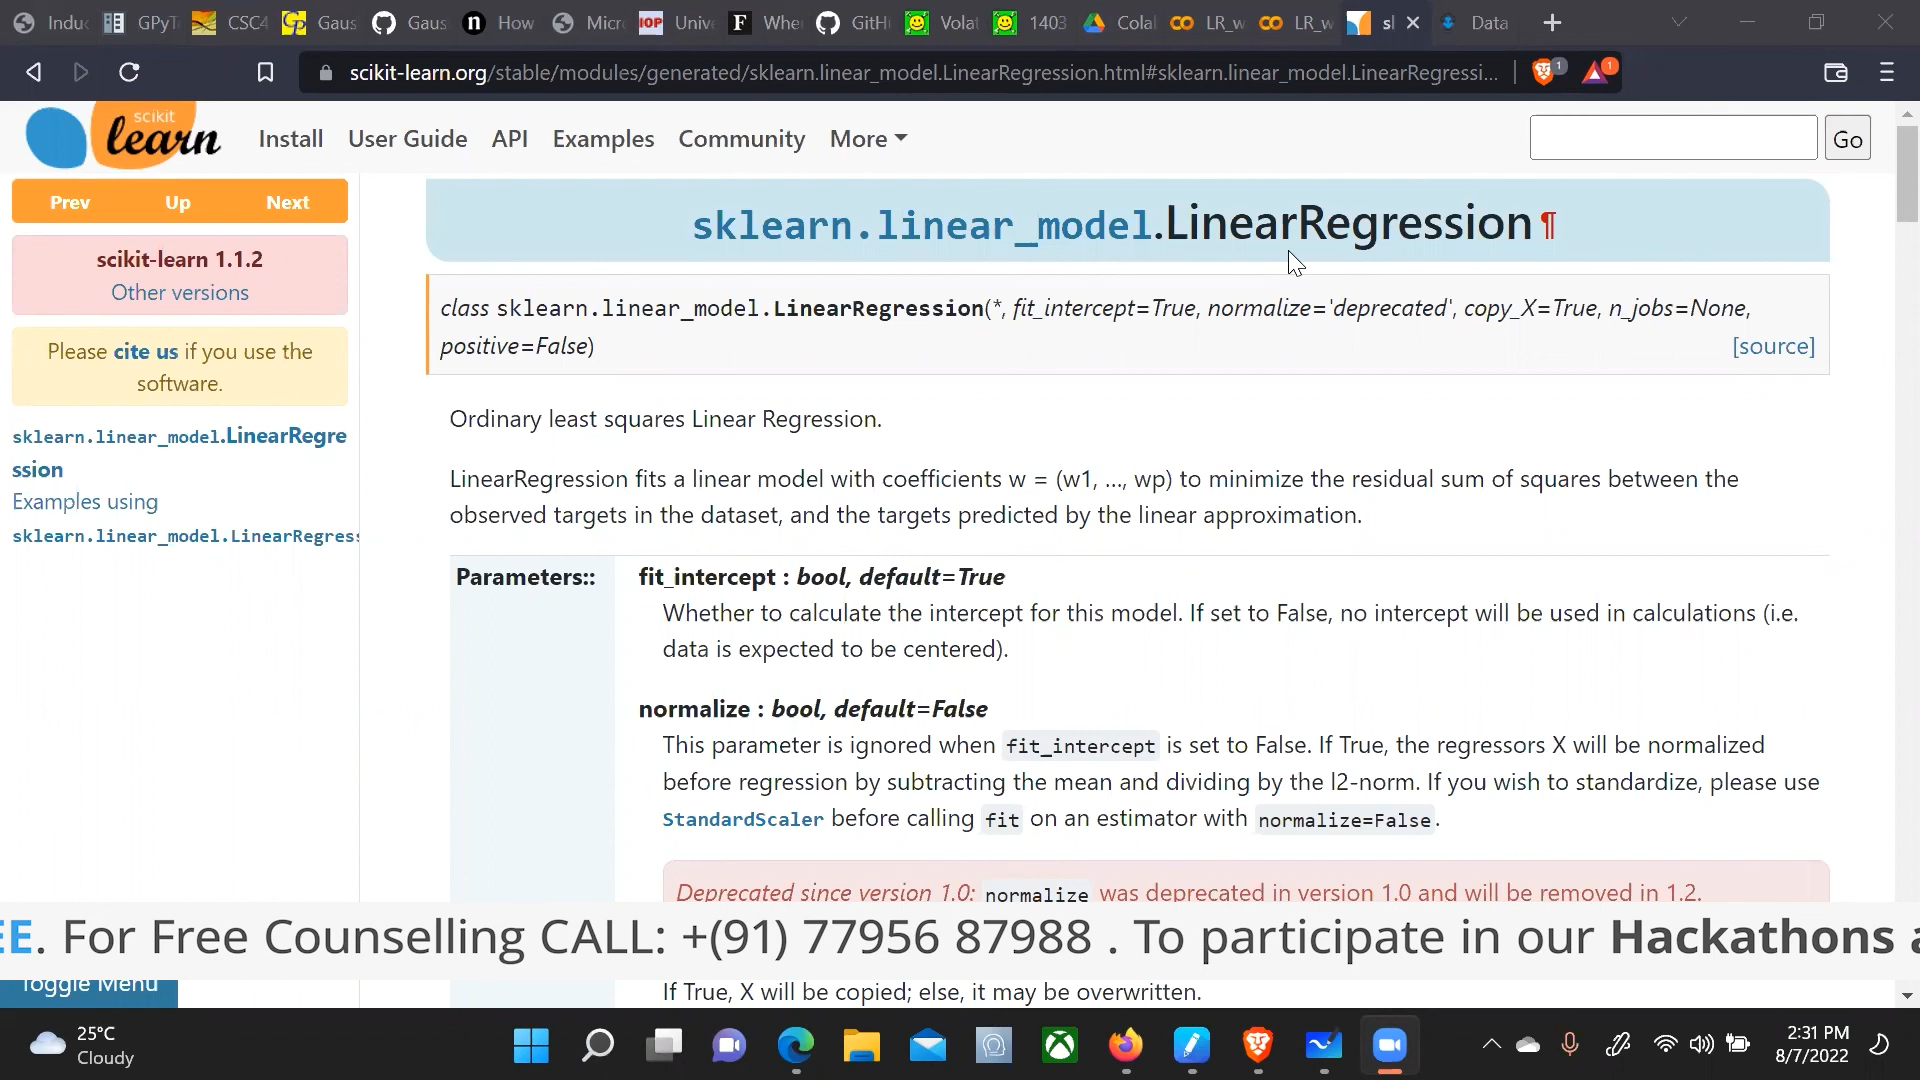 Indu
GPyT
CSC4
Gaus
Gaus
How
Micr
IOP
Unive
F
Whe
GitH
Volat
1403
Colal
LR_w
LR_w
sl
Data
scikit-learn.org/stable/modules/generated/sklearn.linear_model.LinearRegression.html#sklearn.linear_model.LinearRegressi...
1
1
scikit
learn
Install
User Guide
API
Examples
Community
More
Go
Prev
Up
Next
scikit-learn 1.1.2
Other versions
Please cite us if you use the
software.
sklearn.linear_model.LinearRegre
ssion
Examples using
sklearn.linear_model.LinearRegress
sklearn.linear_model.LinearRegression¶
class sklearn.linear_model.LinearRegression(*, fit_intercept=True, normalize='deprecated', copy_X=True, n_jobs=None,
positive=False)
[source]
Ordinary least squares Linear Regression.
LinearRegression fits a linear model with coefficients w = (w1, ..., wp) to minimize the residual sum of squares between the
observed targets in the dataset, and the targets predicted by the linear approximation.
Parameters::
fit_intercept : bool, default=True
Whether to calculate the intercept for this model. If set to False, no intercept will be used in calculations (i.e.
data is expected to be centered).
normalize : bool, default=False
This parameter is ignored when fit_intercept is set to False. If True, the regressors X will be normalized
before regression by subtracting the mean and dividing by the l2-norm. If you wish to standardize, please use
StandardScaler before calling fit on an estimator with normalize=False.
Deprecated since version 1.0: normalize was deprecated in version 1.0 and will be removed in 1.2.
EE. For Free Counselling CALL: +(91) 77956 87988 . To participate in our Hackathons a
Toggle Menu
If True, X will be copied; else, it may be overwritten.
25°C
Cloudy
2:31 PM
8/7/2022